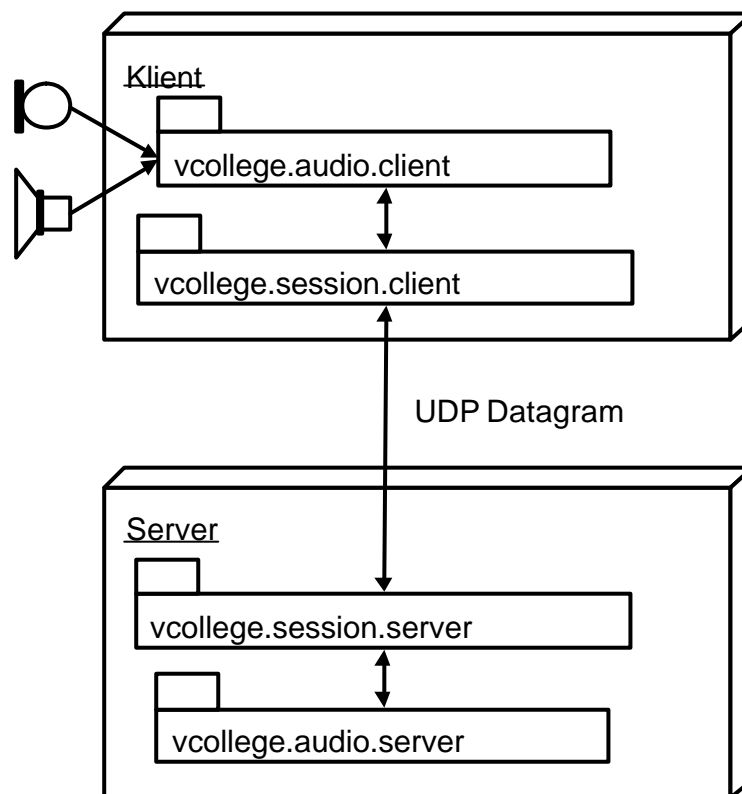 Klient
vcollege.audio.client
vcollege.session.client
UDP Datagram
Server
vcollege.session.server
vcollege.audio.server